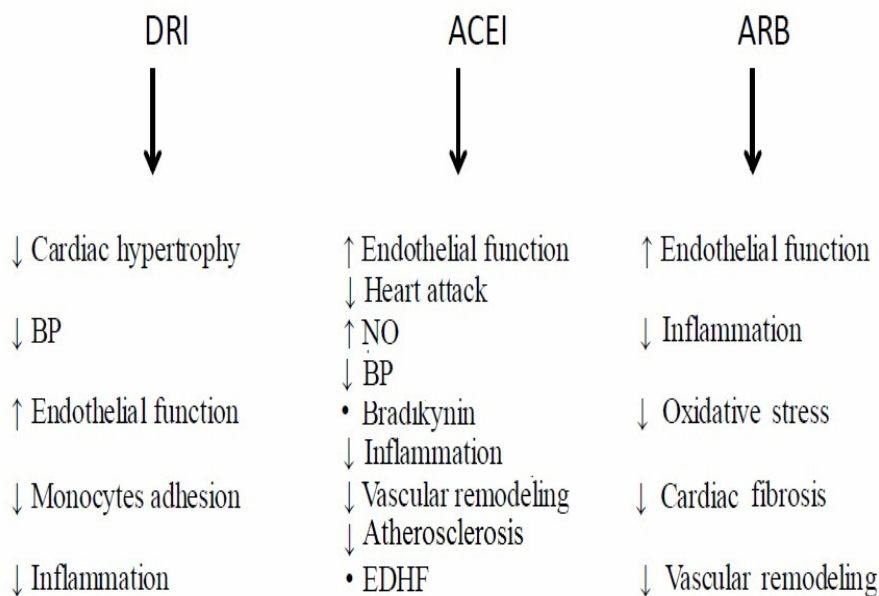 DRI
↓ Cardiac hypertrophy
↓ BP
↑ Endothelial function
↓ Monocytes adhesion
↓ Inflammation
ACEI
↑ Endothelial function
↓ Heart attack
↑ NO
↓ BP
• Bradikynin
↓ Inflammation
↓ Vascular remodeling
↓ Atherosclerosis
• EDHF
ARB
↑ Endothelial function
↓ Inflammation
↓ Oxidative stress
↓ Cardiac fibrosis
↓ Vascular remodeling